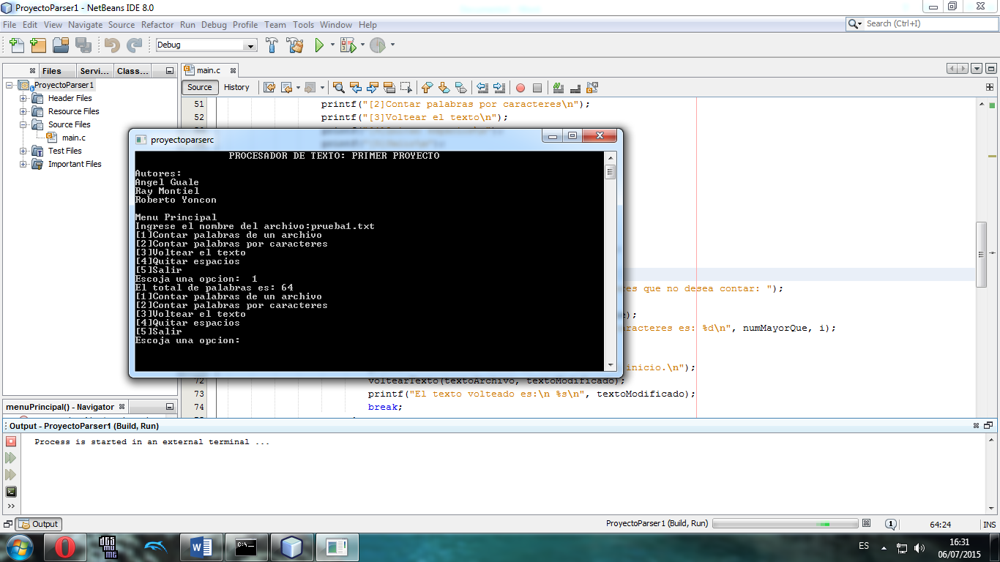 ProyectoParser1 - NetBeans IDE 8.0
File Edit View Navigate Source Refactor Run Debug Profile Team Tools Window Help
Search (Ctrl+I)
Debug
Files Servi... Class...
main.c
ProyectoParser1
Header Files
Resource Files
Source Files
main.c
Test Files
Important Files
Source History
51 printf("[2]Contar palabras por caracteres\n");
52 printf("[3]Voltear el texto\n");
proyectoparserc
PROCESADOR DE TEXTO: PRIMER PROYECTO
Autores:
Angel Guale
Ray Montiel
Roberto Yoncon
Menu Principal
Ingrese el nombre del archivo:prueba1.txt
[1]Contar palabras de un archivo
[2]Contar palabras por caracteres
[3]Voltear el texto
[4]Quitar espacios
[5]Salir
Escoja una opcion: 1
El total de palabras es: 64
[1]Contar palabras de un archivo
[2]Contar palabras por caracteres
[3]Voltear el texto
[4]Quitar espacios
[5]Salir
Escoja una opcion:
res que no desea contar: ");
);
aracteres es: %d\n", numMayorQue, i);
inicio.\n");
72 voltearTexto(textoArchivo, textoModificado);
73 printf("El texto volteado es:\n %s\n", textoModificado);
74 break;
menuPrincipal() - Navigator
Output - ProyectoParser1 (Build, Run)
Process is started in an external terminal ...
Output
ProyectoParser1 (Build, Run)
1
64:24
INS
ES
16:31
06/07/2015